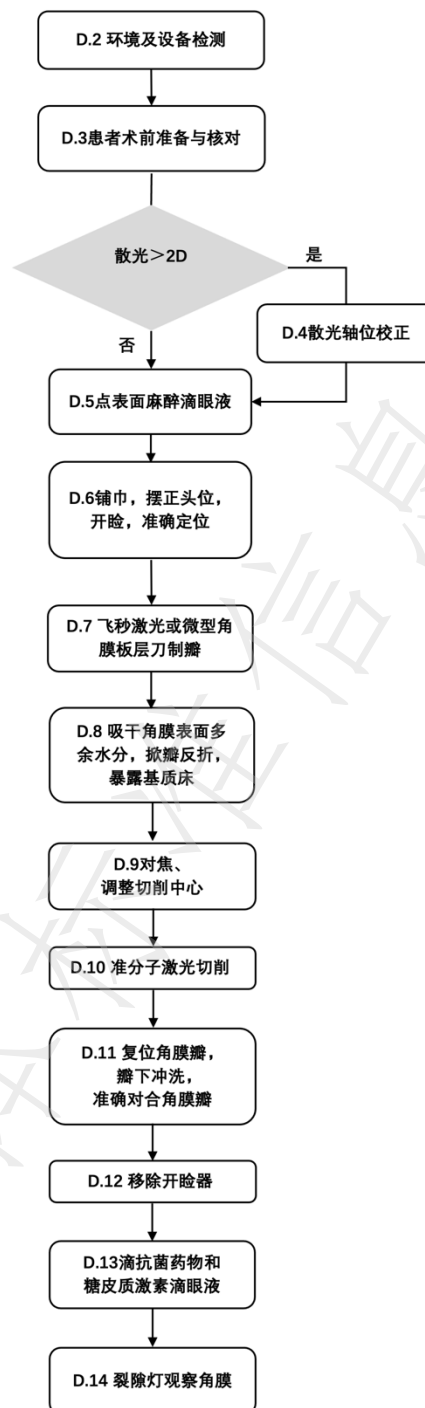 D.2 环境及设备检测
D.3患者术前准备与核对
散光＞2D
是
D.4散光轴位校正
否
D.5点表面麻醉滴眼液
D.6铺巾，摆正头位，
开睑，准确定位
D.7 飞秒激光或微型角
膜板层刀制瓣
D.8 吸干角膜表面多
余水分，掀瓣反折，
暴露基质床
D.9对焦、
调整切削中心
D.10 准分子激光切削
D.11 复位角膜瓣，
瓣下冲洗，
准确对合角膜瓣
D.12 移除开睑器
D.13滴抗菌药物和
糖皮质激素滴眼液
D.14 裂隙灯观察角膜